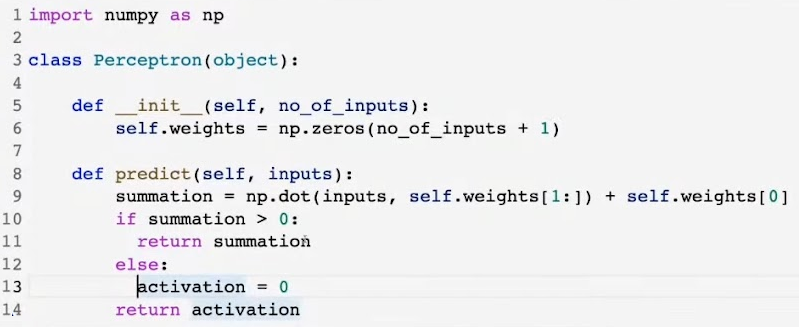 1 import numpy as np
2
3 class Perceptron(object):
4
5     def __init__(self, no_of_inputs):
6         self.weights = np.zeros(no_of_inputs + 1)
7
8     def predict(self, inputs):
9         summation = np.dot(inputs, self.weights[1:]) + self.weights[0]
10         if summation > 0:
11           return summation
12         else:
13           activation = 0
14         return activation